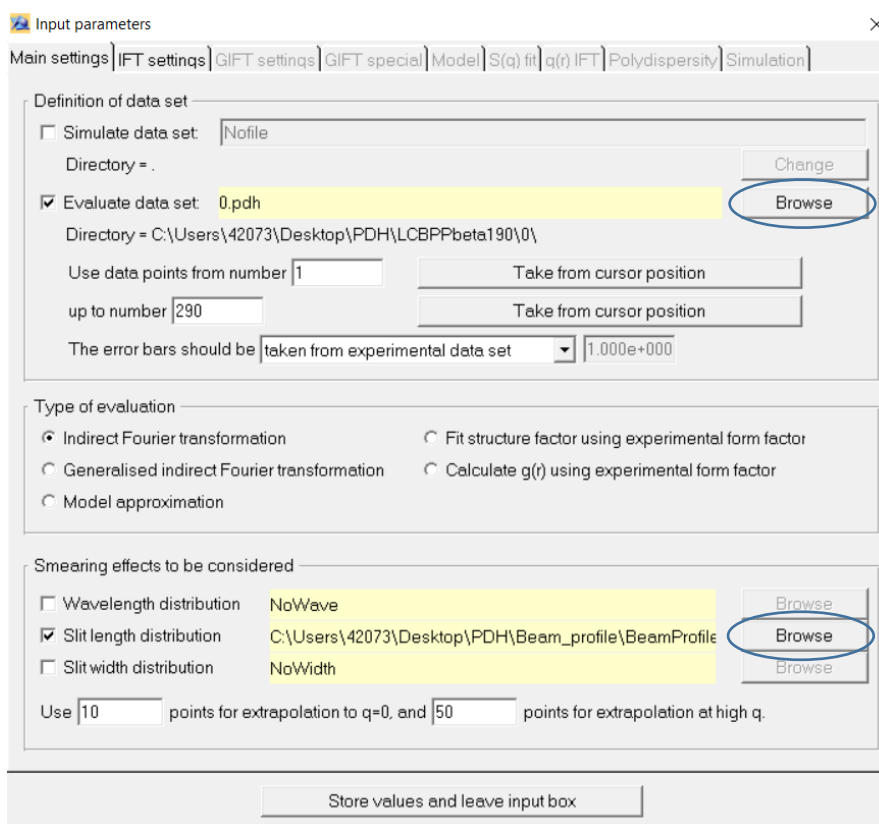 Input parameters
Main settings IFT settings GIFT settings GIFT special Model S(q) fit g(r) IFT Polydispersity Simulation
Definition of data set
Simulate data set: Nofile
Directory = . Change
Evaluate data set: 0.pdh Browse
Directory = C:\Users\42073\Desktop\PDH\LCBPPbeta190\0\
Use data points from number 1 Take from cursor position
up to number 290 Take from cursor position
The error bars should be taken from experimental data set 1.000e+000
Type of evaluation
Indirect Fourier transformation Fit structure factor using experimental form factor
Generalised indirect Fourier transformation Calculate g(r) using experimental form factor
Model approximation
Smearing effects to be considered
Wavelength distribution NoWave Browse
Slit length distribution C:\Users\42073\Desktop\PDH\Beam_profile\BeamProfile Browse
Slit width distribution NoWidth Browse
Use 10 points for extrapolation to q=0, and 50 points for extrapolation at high q.
Store values and leave input box